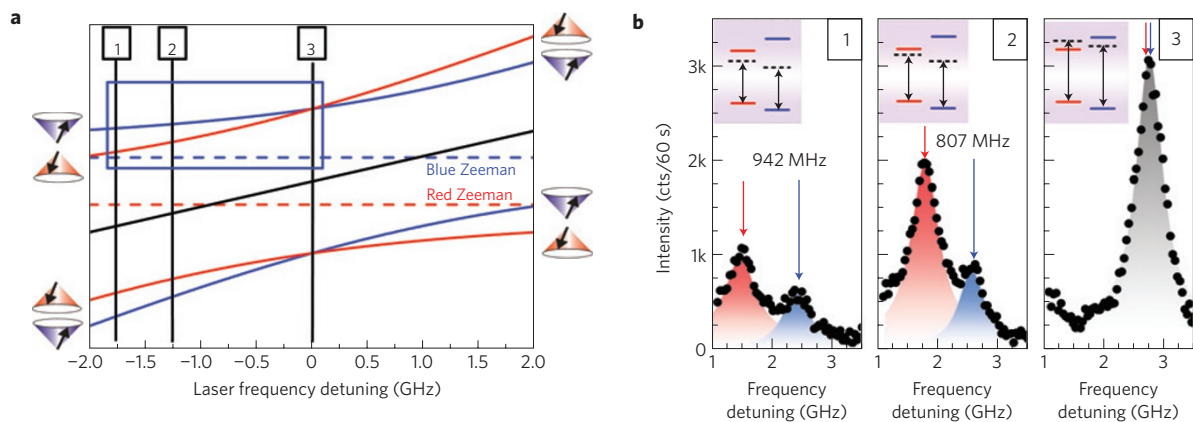 a
1
2
3
Blue Zeeman
Red Zeeman
−2.0 −1.5 −1.0 −0.5 0 0.5 1.0 1.5 2.0
Laser frequency detuning (GHz)
b
Intensity (cts/60 s)
3k
2k
1k
0
1
942 MHz
1 2 3
Frequency
detuning (GHz)
2
807 MHz
1 2 3
Frequency
detuning (GHz)
3
1 2 3
Frequency
detuning (GHz)